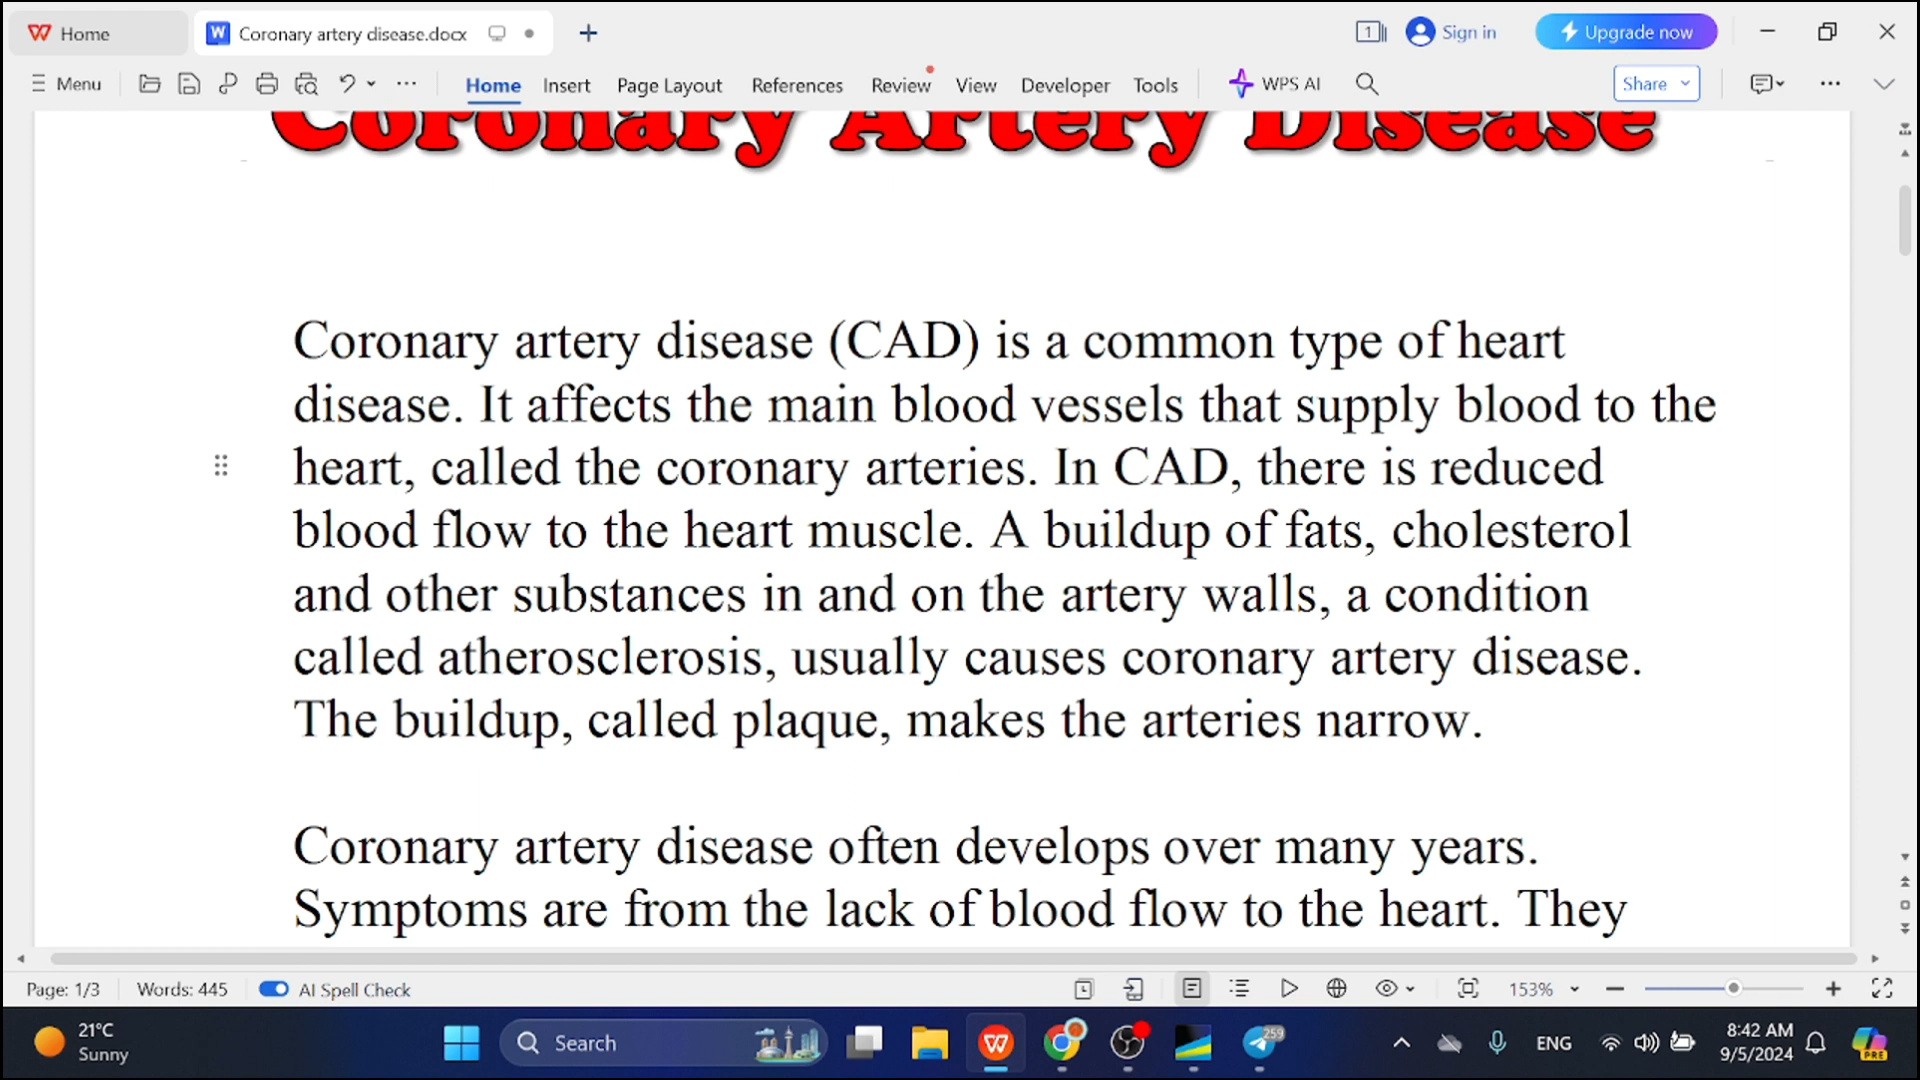 Home
Coronary artery disease.docx
1
Sign in
Upgrade now
Menu
Home
Insert
Page Layout
References
Review
View
Developer
Tools
WPS AI
Share
Coronary Artery Disease
Coronary artery disease (CAD) is a common type of heart
disease. It affects the main blood vessels that supply blood to the
heart, called the coronary arteries. In CAD, there is reduced
blood flow to the heart muscle. A buildup of fats, cholesterol
and other substances in and on the artery walls, a condition
called atherosclerosis, usually causes coronary artery disease.
The buildup, called plaque, makes the arteries narrow.
Coronary artery disease often develops over many years.
Symptoms are from the lack of blood flow to the heart. They
Page: 1/3
Words: 445
AI Spell Check
153%
21°C
Sunny
Search
259
ENG
8:42 AM
9/5/2024
PRE